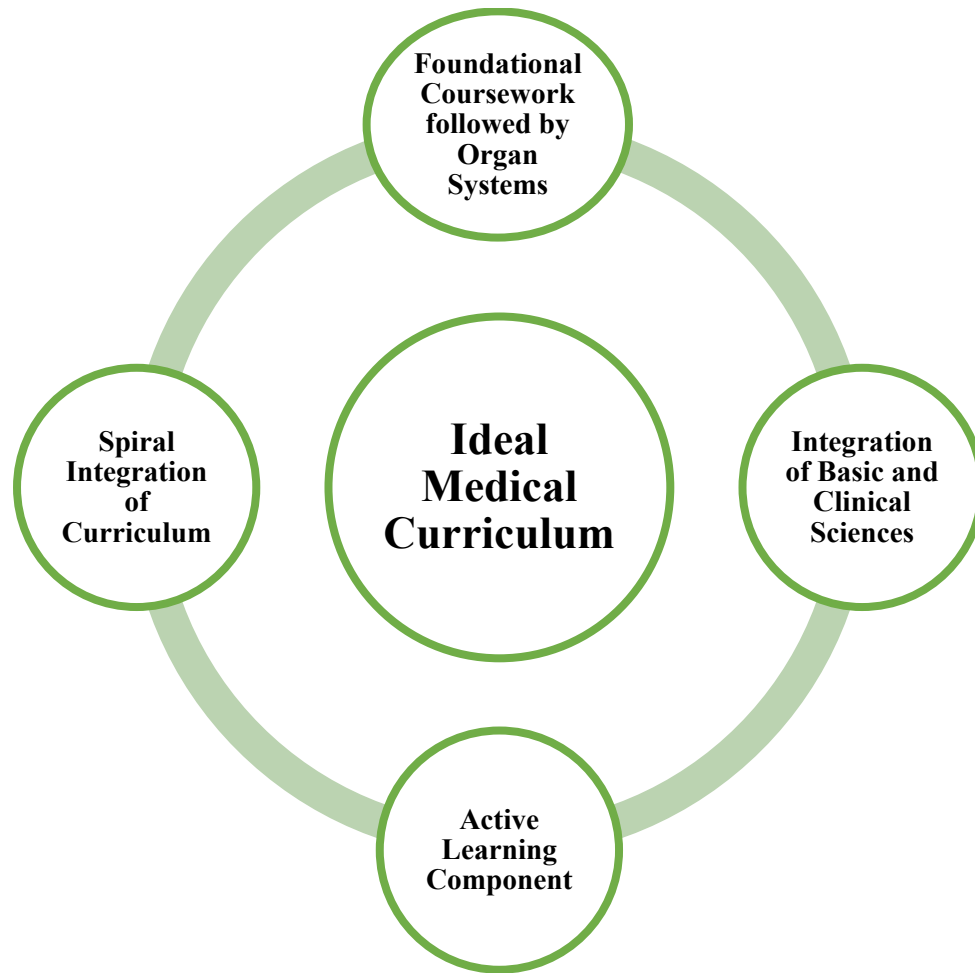 Foundational
Coursework
followed by
Organ
Systems
Spiral
Integration
of
Curriculum
Ideal
Medical
Curriculum
Integration
of Basic and
Clinical
Sciences
Active
Learning
Component